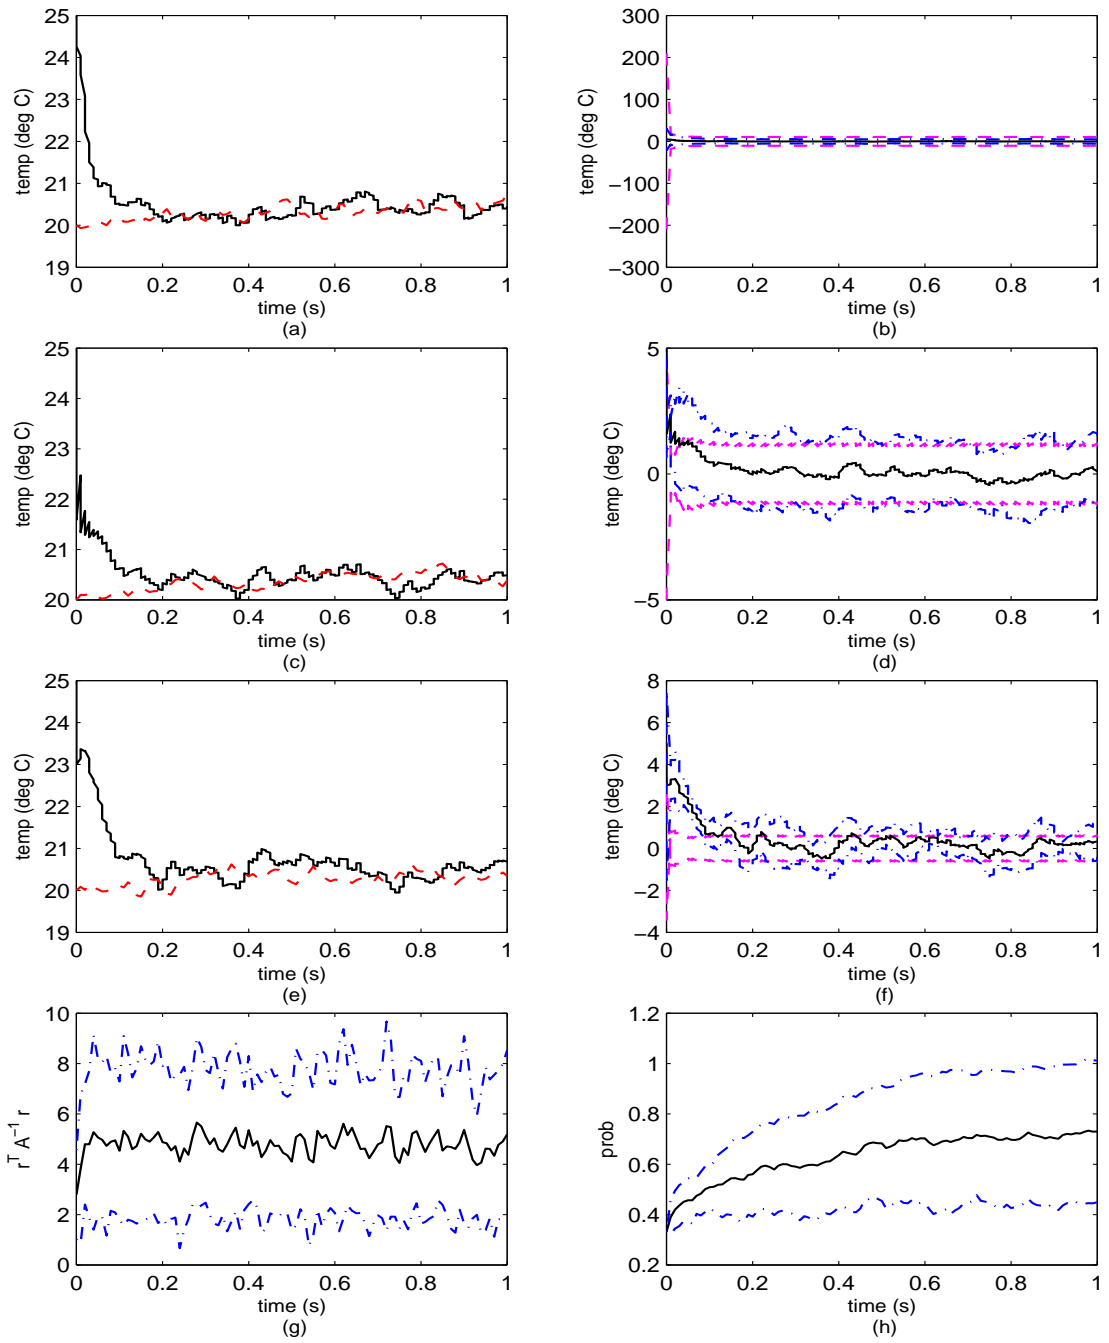 25
24
23
22
21
20
19
temp (deg C)
0 0.2 0.4 0.6 0.8 1
time (s)
(a)
300
200
100
0
−100
−200
−300
temp (deg C)
0 0.2 0.4 0.6 0.8 1
time (s)
(b)
25
24
23
22
21
20
temp (deg C)
0 0.2 0.4 0.6 0.8 1
time (s)
(c)
5
0
−5
temp (deg C)
0 0.2 0.4 0.6 0.8 1
time (s)
(d)
25
24
23
22
21
20
19
temp (deg C)
0 0.2 0.4 0.6 0.8 1
time (s)
(e)
8
6
4
2
0
−2
−4
temp (deg C)
0 0.2 0.4 0.6 0.8 1
time (s)
(f)
10
8
6
4
2
0
r^T A^−1 r
0 0.2 0.4 0.6 0.8 1
time (s)
(g)
1.2
1
0.8
0.6
0.4
0.2
prob
0 0.2 0.4 0.6 0.8 1
time (s)
(h)